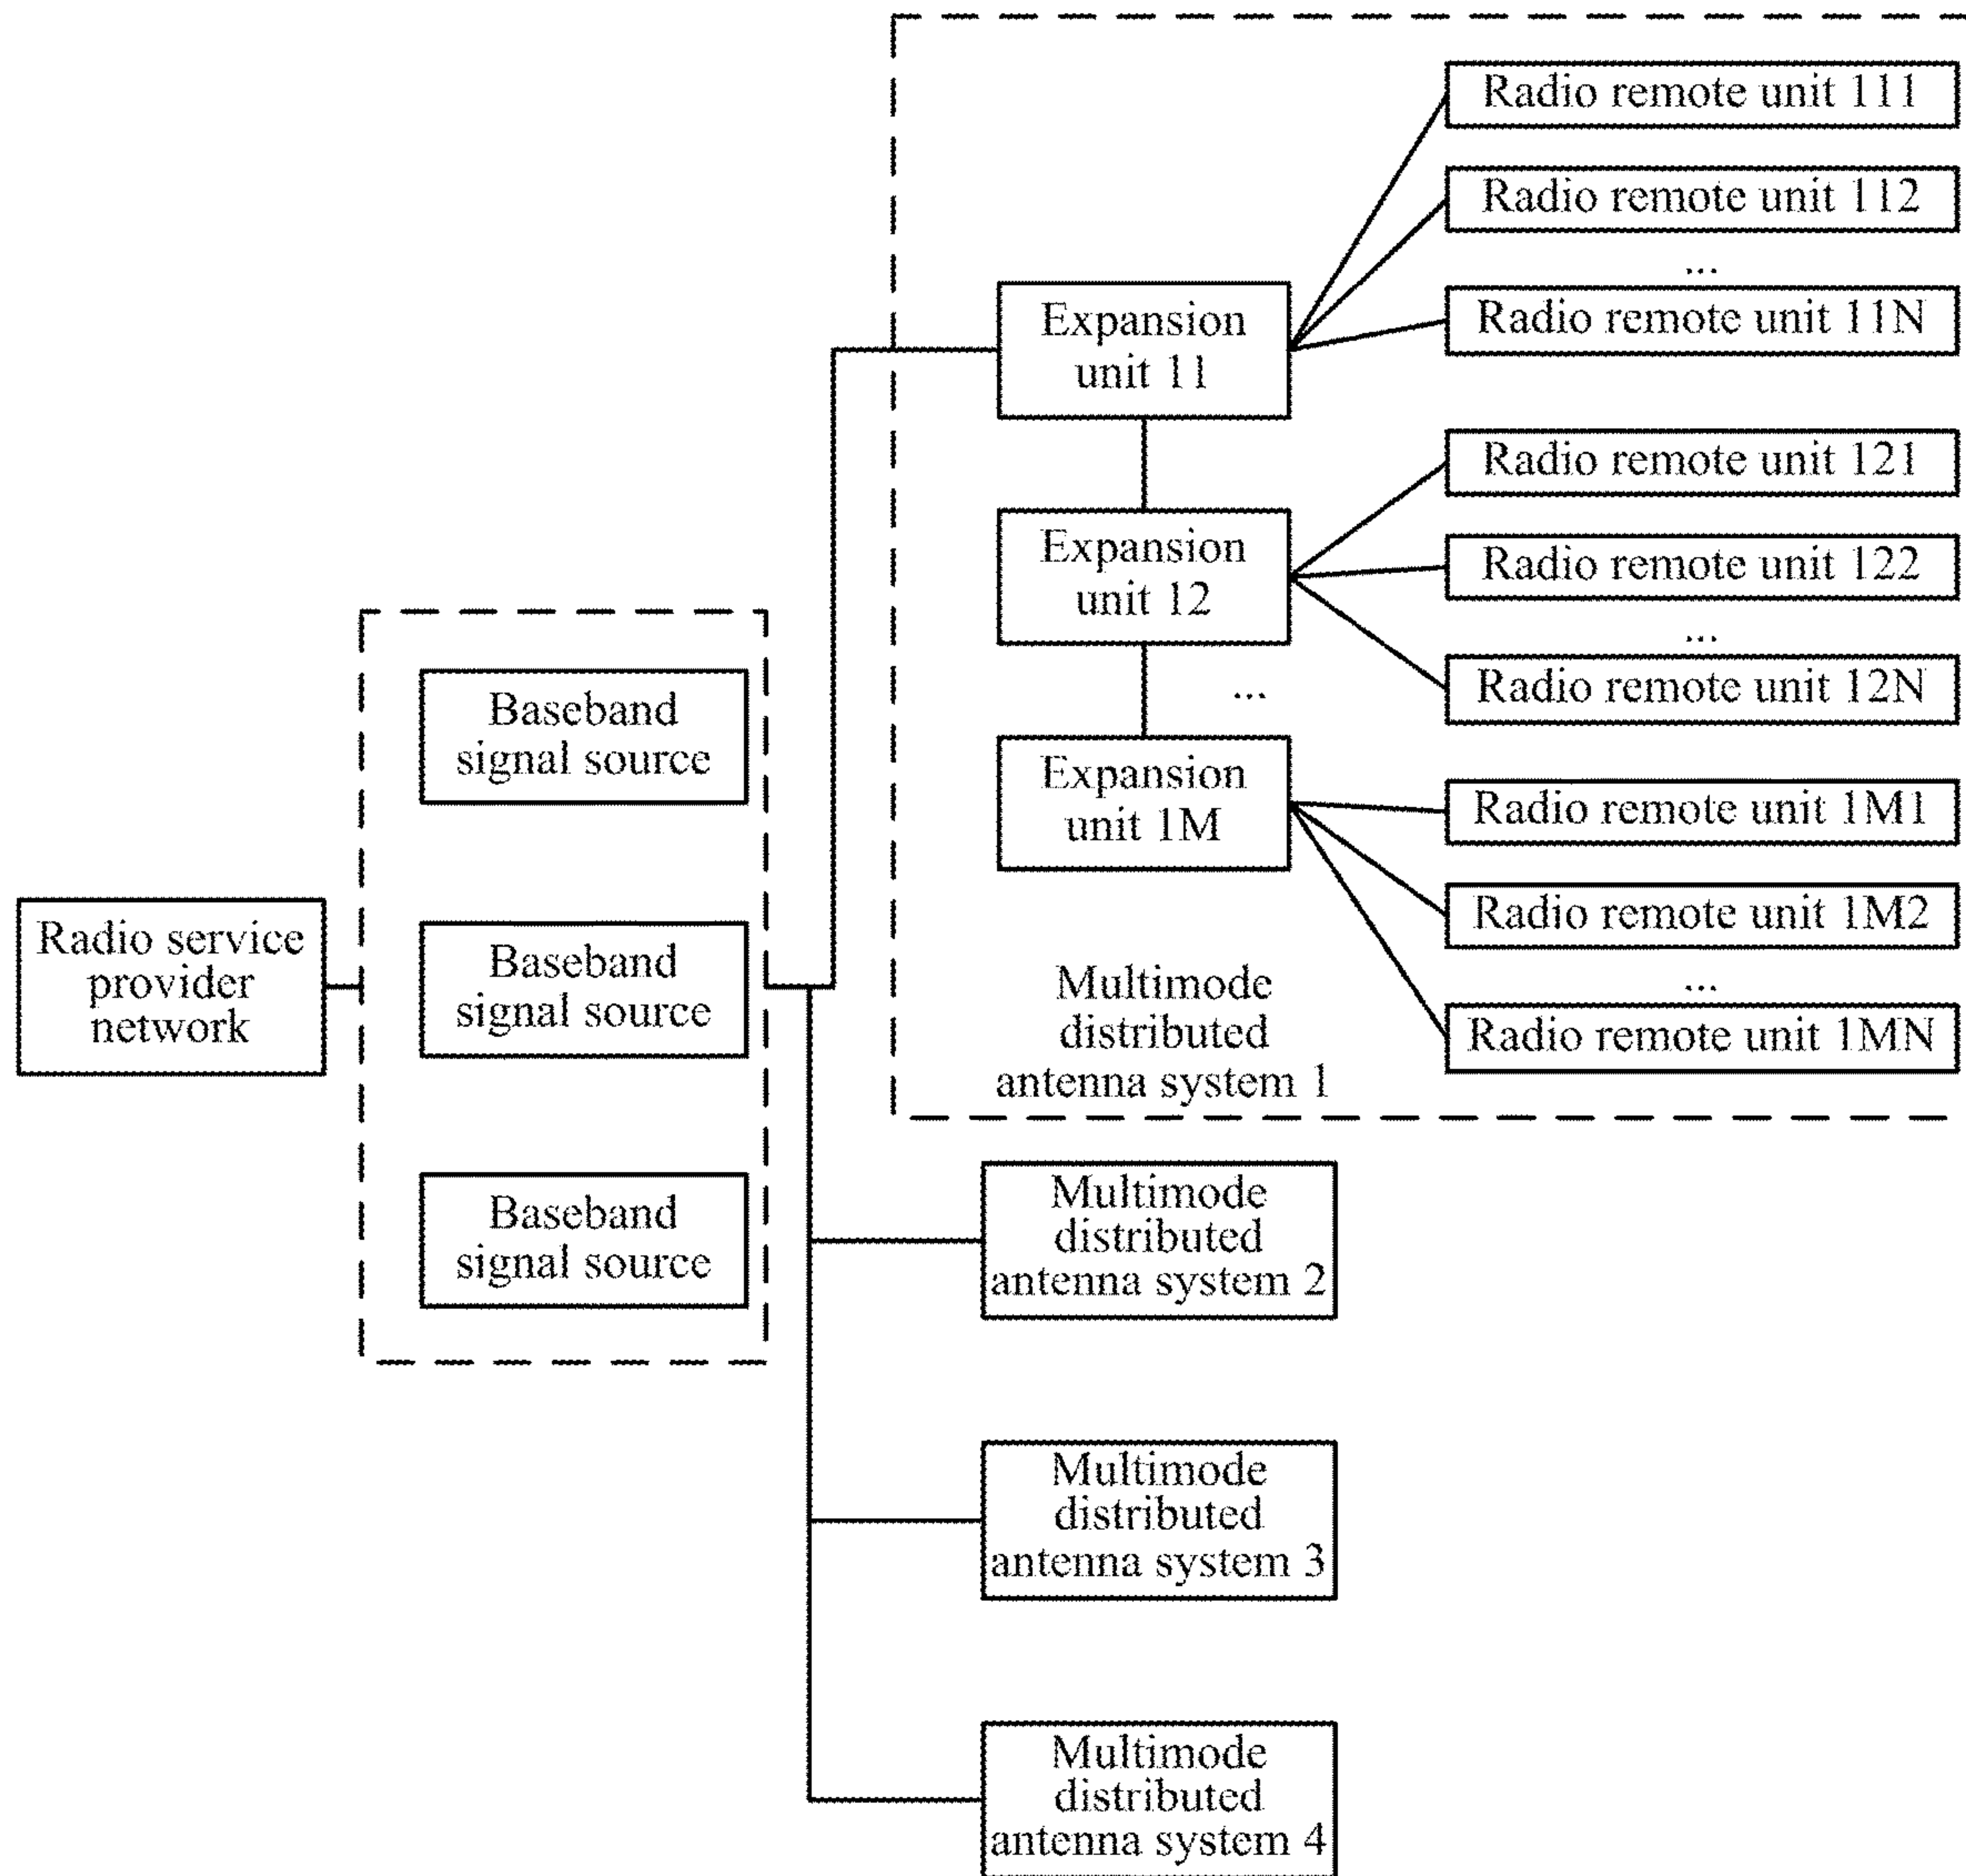 Radio service
provider
network
Baseband
signal source
Baseband
signal source
Baseband
signal source
Expansion
unit 11
Expansion
unit 12
...
Expansion
unit 1M
Radio remote unit 111
Radio remote unit 112
...
Radio remote unit 11N
Radio remote unit 121
Radio remote unit 122
...
Radio remote unit 12N
Radio remote unit 1M1
Radio remote unit 1M2
...
Radio remote unit 1MN
Multimode
distributed
antenna system 1
Multimode
distributed
antenna system 2
Multimode
distributed
antenna system 3
Multimode
distributed
antenna system 4